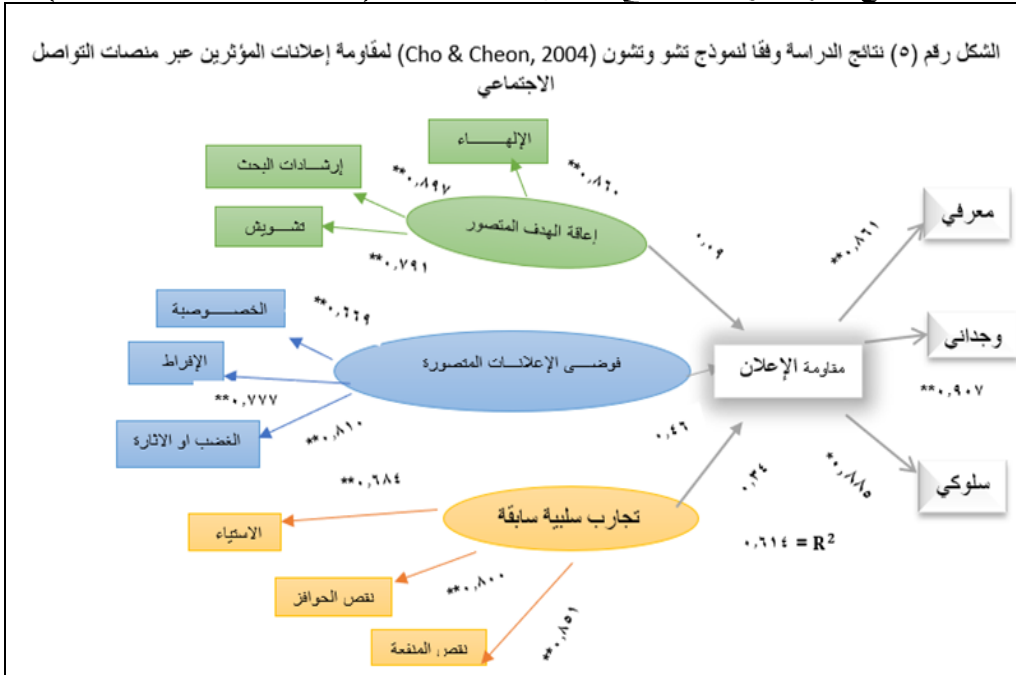 الشكل رقم (٥) نتائج الدراسة وفقا لنموذج تشو وتشون (Cho & Cheon, 2004) لمقاومة إعلانات المؤثرين عبر منصات التواصل
الاجتماعي
الإلهــــــاء
**٠,٨٦٠
إرشـــادات البحث
**٠,٨٩٧
تشـــويش
**٠,٧٩١
إعاقة الهدف المتصور
٠,٠٩
معرفي
**٠,٨٦١
الخصـــــوصية
**٠,٦٦٩
الإفراط
**٠,٧٧٧
الغضب او الاثارة
**٠,٨١٠
فوضـــى الإعلانـــات المتصورة
٠,٤٦
مقاومة الإعلان
وجداني
**٠,٩٠٧
سلوكي
*٠,٨٨٥
**٠,٦٨٤
تجارب سلبية سابقة
٠,٣٤
٠,٦١٤ = R²
الاستياء
نقص الحوافز
**٠,٨٠٠
نقص المنفعة
**٠,٨٥١